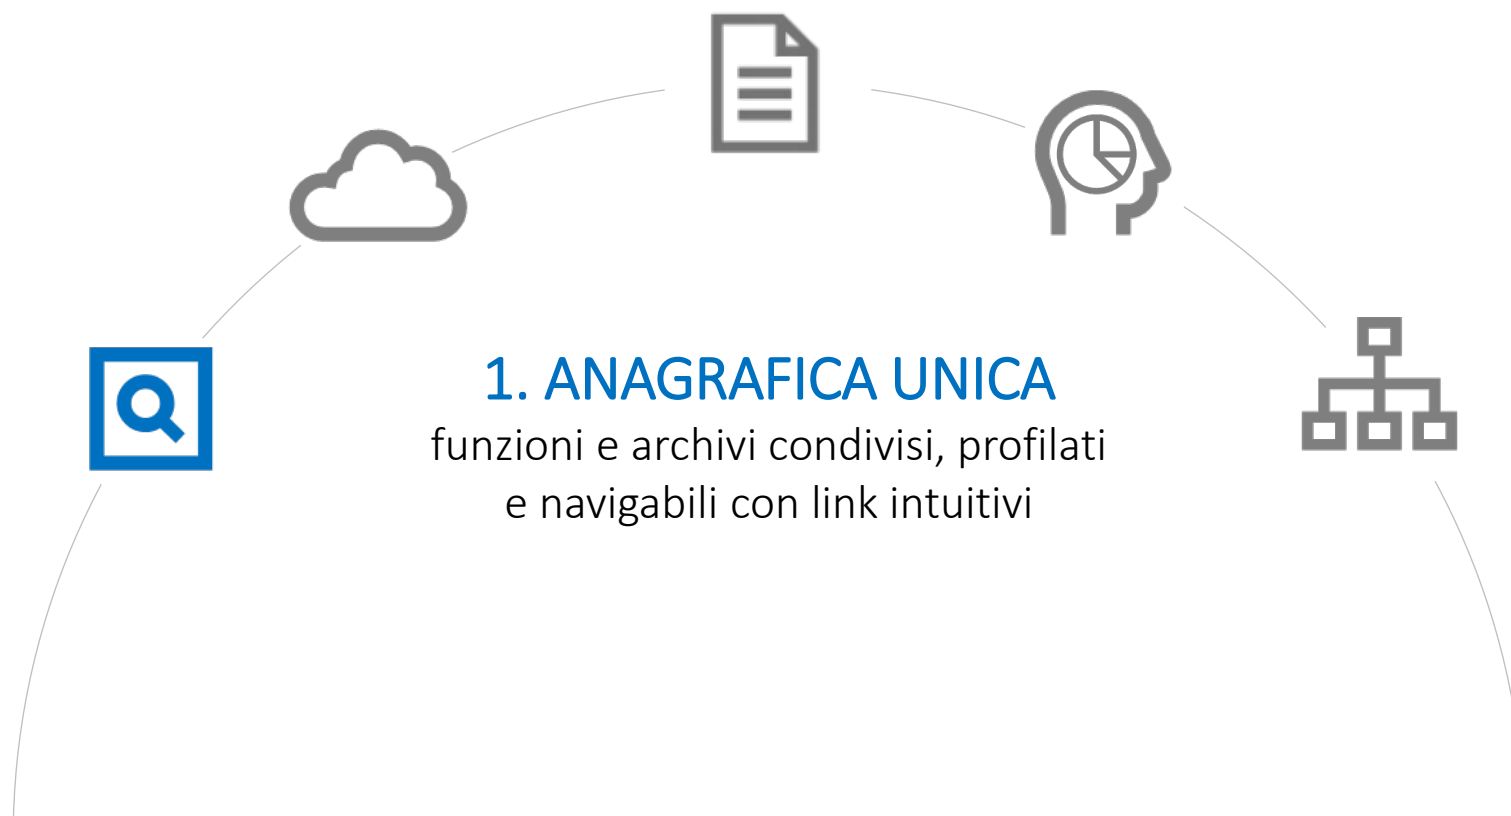 1. ANAGRAFICA UNICA
funzioni e archivi condivisi, profilati
e navigabili con link intuitivi